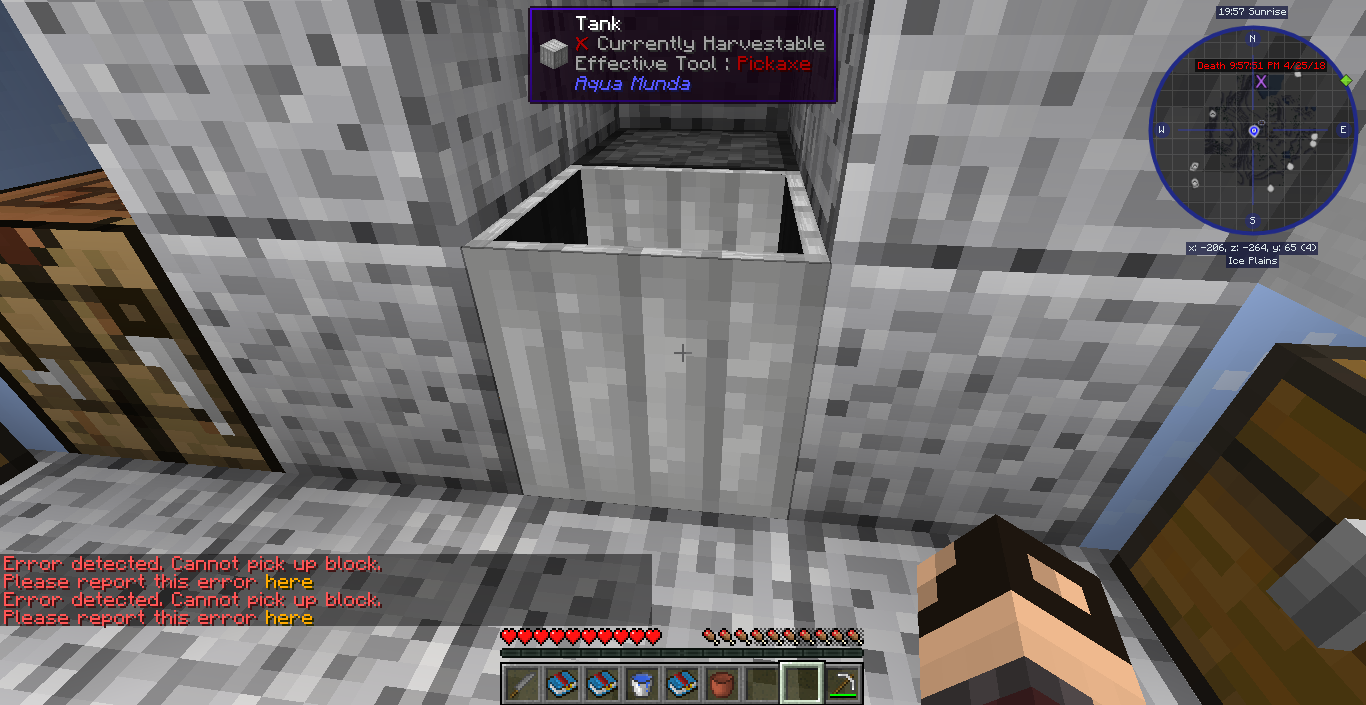 Tank
X Currently Harvestable
Effective Tool : Pickaxe
Aqua Munda
19:57 Sunrise
N
Death 9:57:51 PM 4/25/18
X
W
E
S
x: -206, z: -264, y: 65 (4)
Ice Plains
Error detected. Cannot pick up block.
Please report this error here
Error detected. Cannot pick up block.
Please report this error here